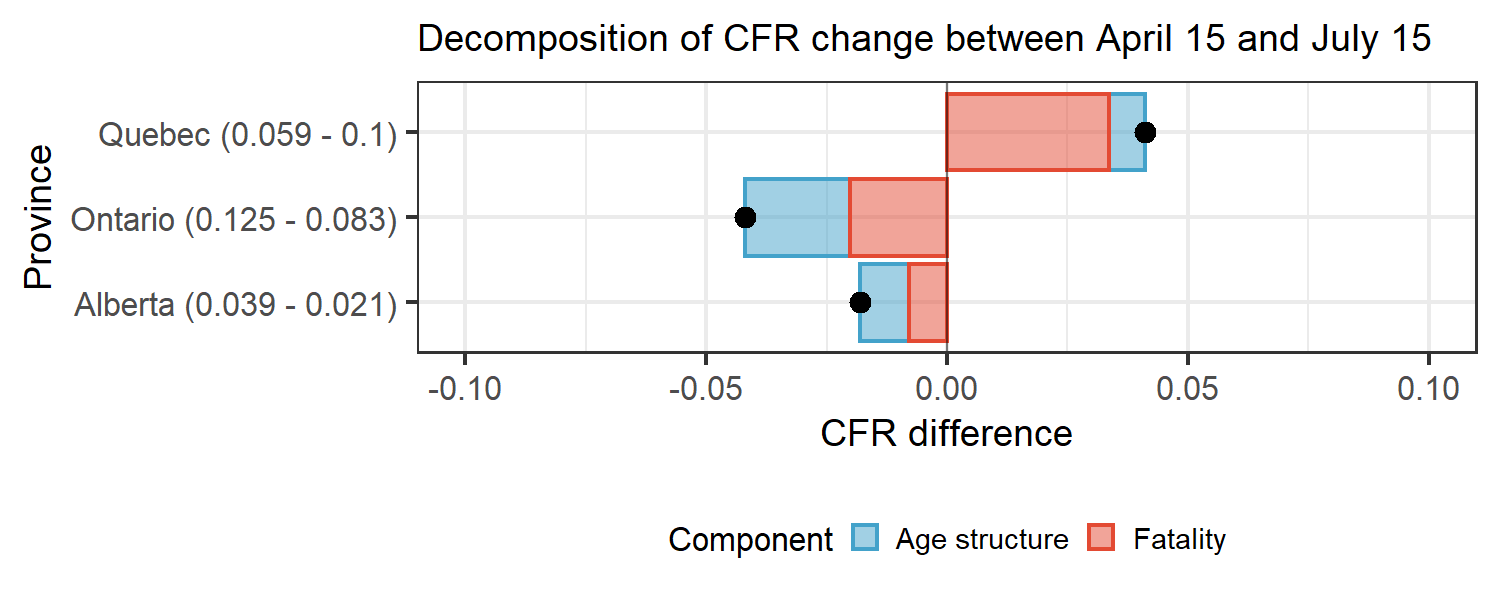 Decomposition of CFR change between April 15 and July 15
Province
Quebec (0.059 - 0.1)
Ontario (0.125 - 0.083)
Alberta (0.039 - 0.021)
-0.10 -0.05 0.00 0.05 0.10
CFR difference
Component Age structure Fatality